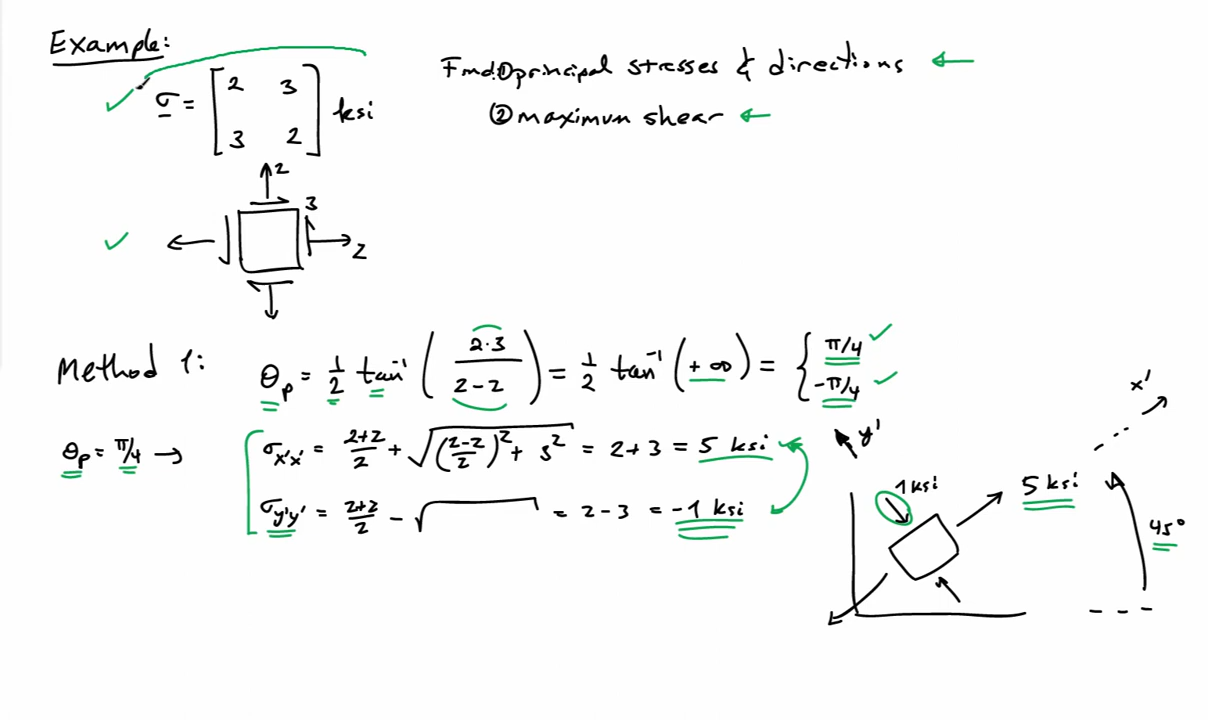 Example:
σ = [2 3; 3 2] ksi
Find: ① principal stresses & directions
② maximum shear
2
3
2
Method 1: θp = 1/2 tan⁻¹ (2·3 / 2-2) = 1/2 tan⁻¹ (+∞) = { π/4
-π/4
θp = π/4 →
σx'x' = 2+2/2 + √((2-2/2)² + 3²) = 2+3 = 5 ksi
σy'y' = 2+2/2 - √ = 2-3 = -1 ksi
x'
y'
1 ksi
5 ksi
45°